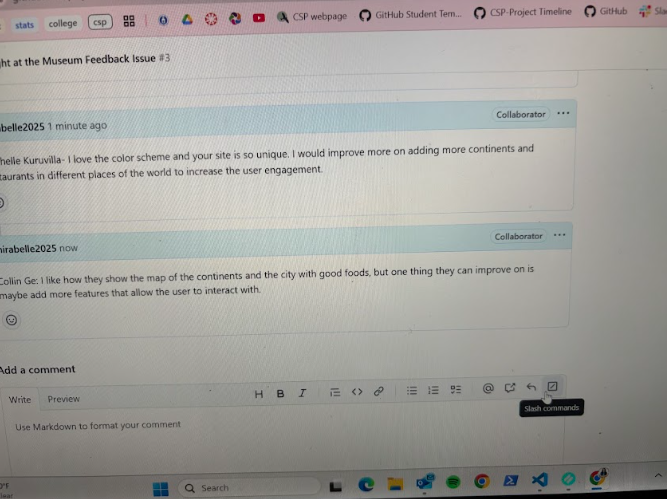 stats college csp CSP webpage GitHub Student Tem... CSP-Project Timeline GitHub
ht at the Museum Feedback Issue #3
belle2025 1 minute ago Collaborator ...
helle Kuruvilla- I love the color scheme and your site is so unique. I would improve more on adding more continents and
taurants in different places of the world to increase the user engagement.
irabelle2025 now Collaborator ...
Collin Ge: I like how they show the map of the continents and the city with good foods, but one thing they can improve on is
maybe add more features that allow the user to interact with.
Add a comment
Write Preview H B I @
Slash commands
Use Markdown to format your comment
Search